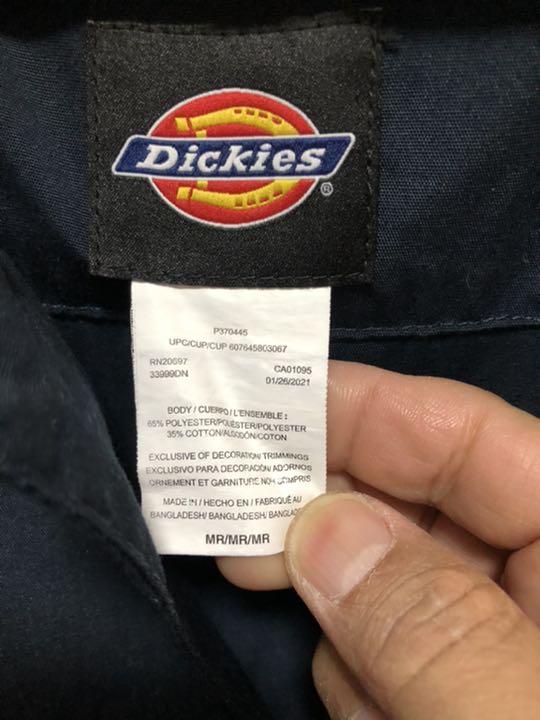 Dickies
®
P370445
UPC/CUP/CUP 607645803067
RN20697 CA01095
33999DN 01/26/2021
BODY / CUERPO / L'ENSEMBLE :
65% POLYESTER/POLIÉSTER/POLYESTER
35% COTTON/ALGODÓN/COTON
EXCLUSIVE OF DECORATION/ TRIMMINGS
EXCLUSIVO PARA DECORACIÓN/ ADORNOS
ORNEMENT ET GARNITURE NON COMPRIS
MADE IN / HECHO EN / FABRIQUÉ AU
BANGLADESH/ BANGLADESH/
MR/MR/MR